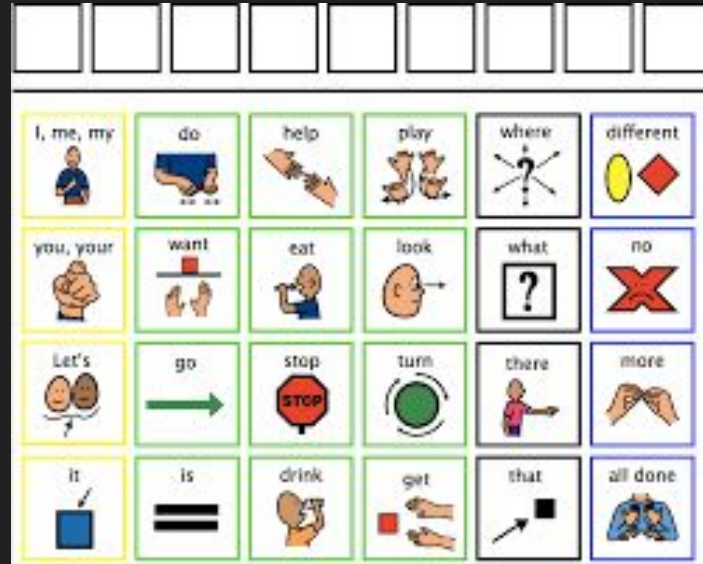 I, me, my do help play where different
?
you, your want eat look what no
?
Let's go stop turn there more
STOP
it is drink get that all done